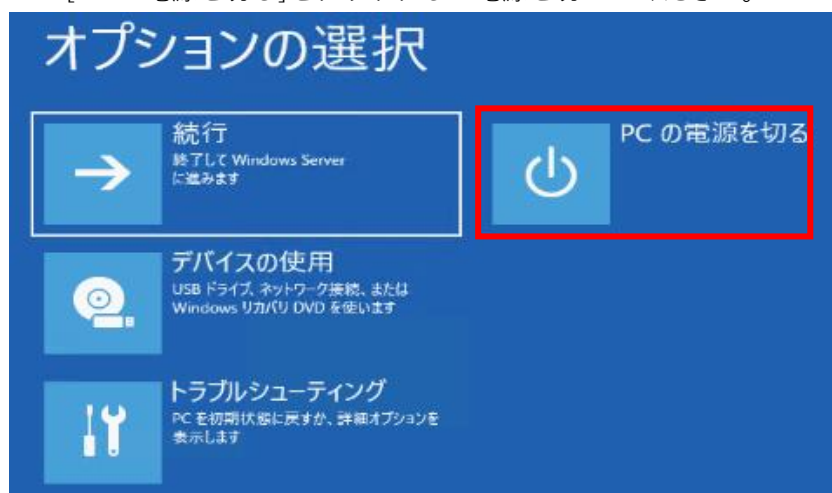 オプションの選択
続行
終了して Windows Server
に進みます
PC の電源を切る
デバイスの使用
USB ドライブ、ネットワーク接続、または
Windows リカバリ DVD を使います
トラブルシューティング
PC を初期状態に戻すか、詳細オプションを
表示します